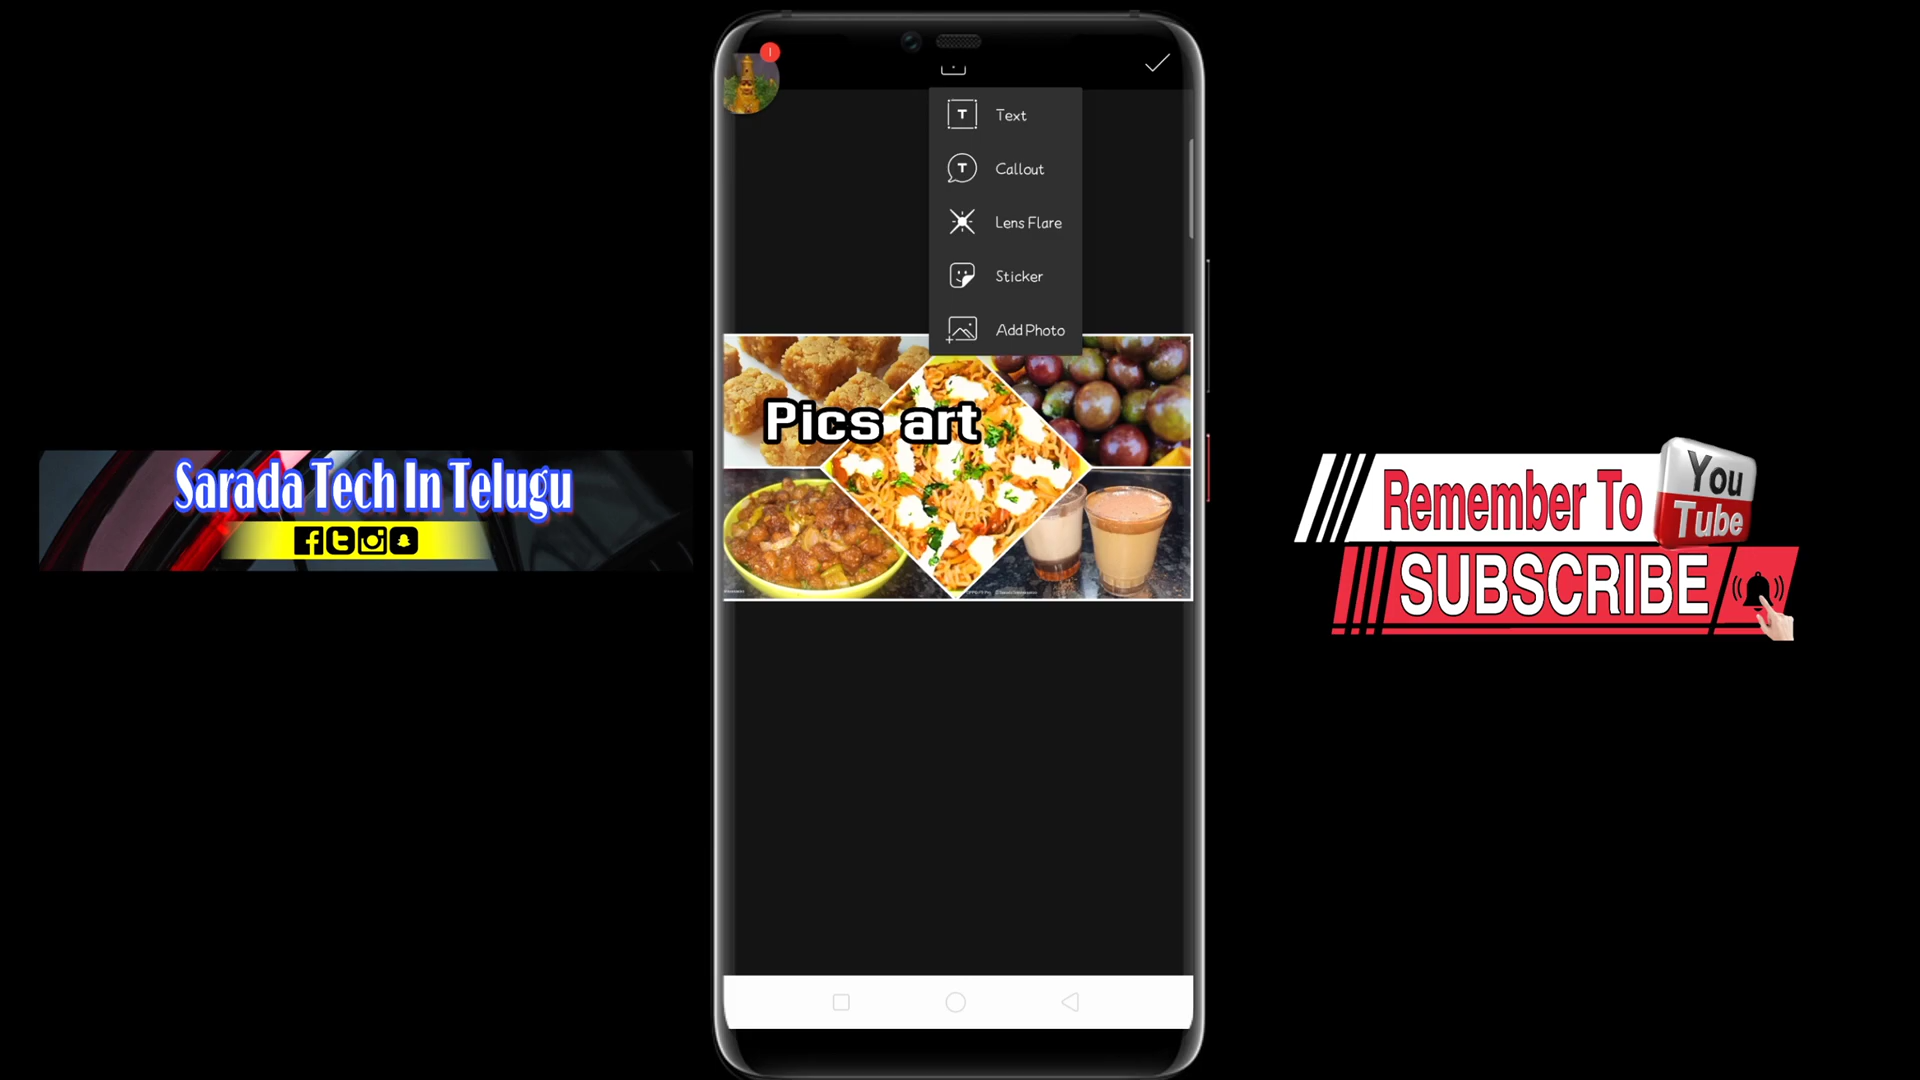 Text
Callout
Lens Flare
Sticker
Add Photo
Pics art
Sarada Tech In Telugu
Remember To
You
Tube
SUBSCRIBE